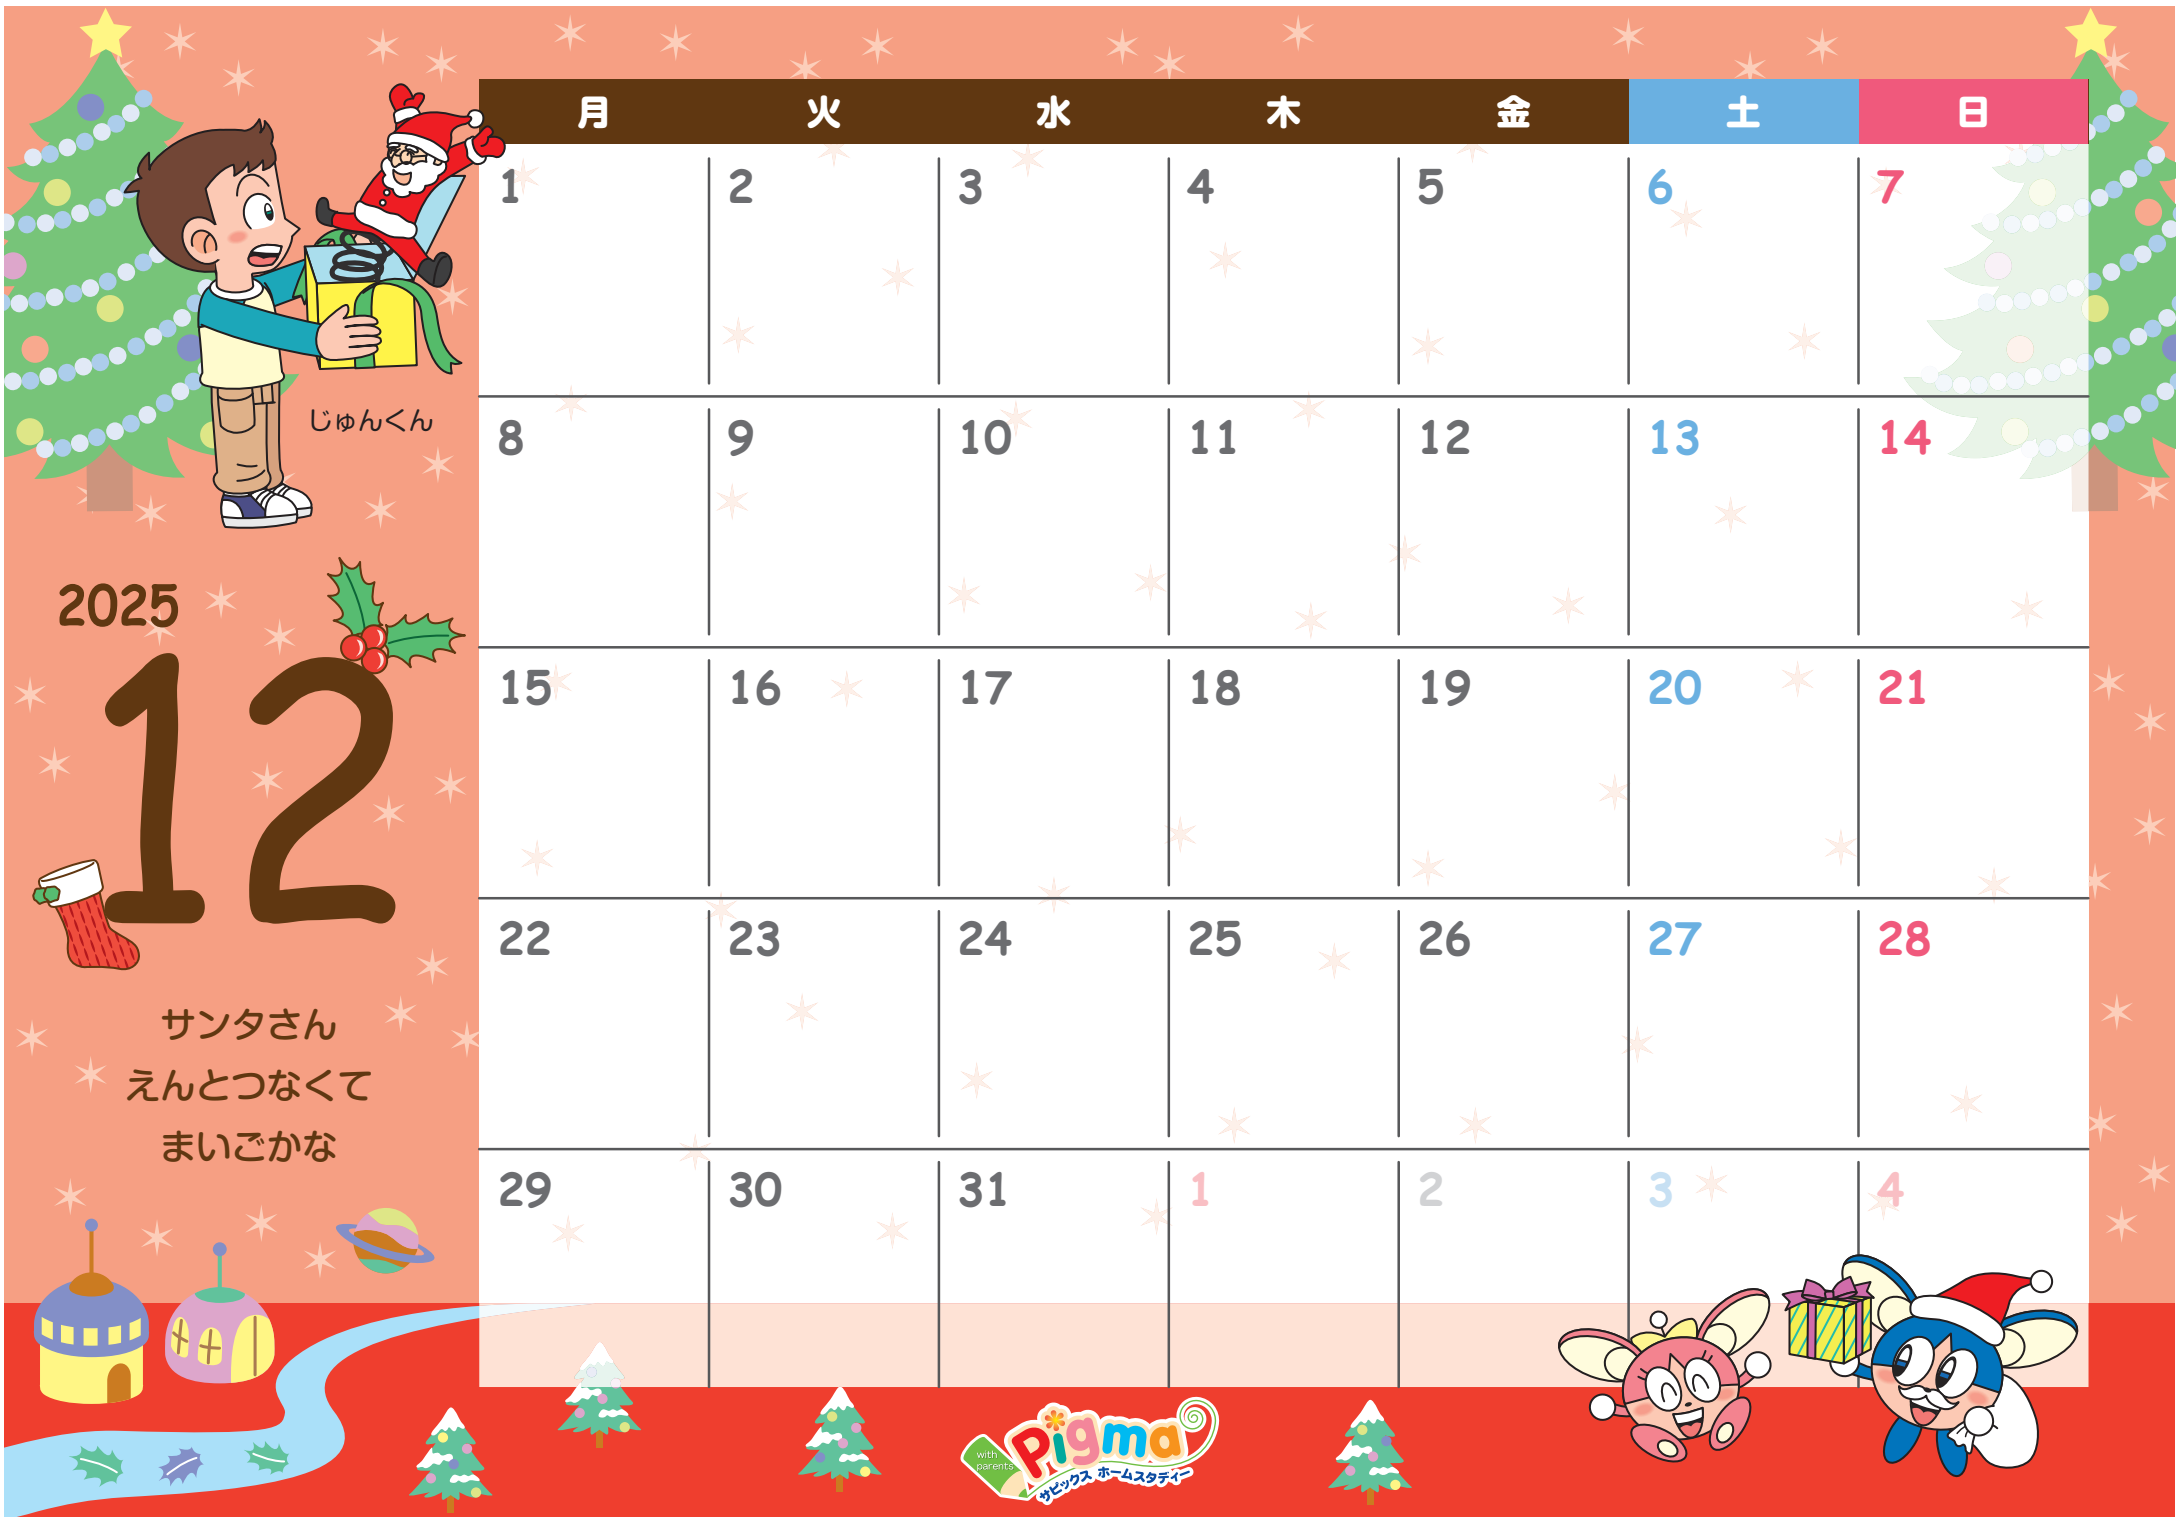 月 火 水 木 金 土 日
1 2 3 4 5 6 7
じゅんくん
8 9 10 11 12 13 14
2025
12
15 16 17 18 19 20 21
22 23 24 25 26 27 28
サンタさん
えんとつなくて
まいごかな
29 30 31 1 2 3 4
with
parents
Pigma
サピックス ホームスタディー